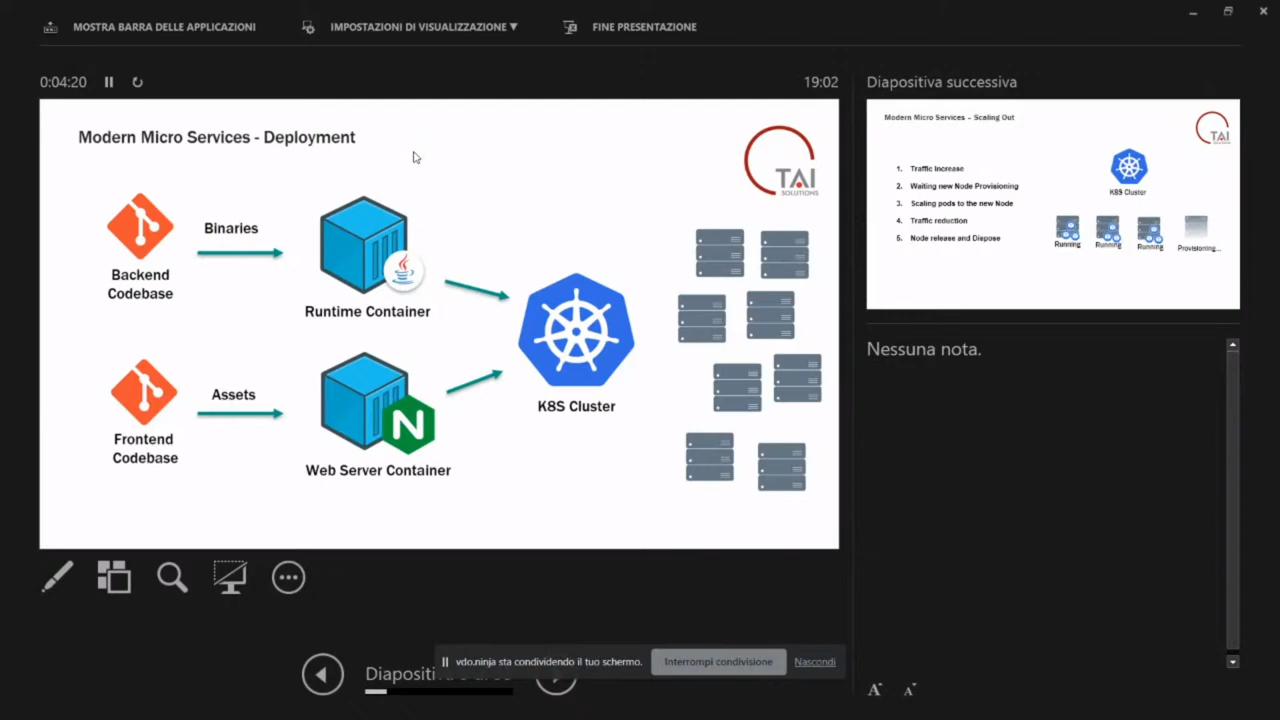 MOSTRA BARRA DELLE APPLICAZIONI
IMPOSTAZIONI DI VISUALIZZAZIONE ▼
FINE PRESENTAZIONE
0:04:20
19:02
Modern Micro Services - Deployment
TAI
SOLUTIONS
Binaries
Backend
Codebase
Runtime Container
Assets
Frontend
Codebase
N
Web Server Container
K8S Cluster
Diapositiva successiva
Modern Micro Services – Scaling Out
TAI
SOLUTIONS
1. Traffic Increase
2. Waiting new Node Provisioning
3. Scaling pods to the new Node
4. Traffic reduction
5. Node release and Dispose
K8S Cluster
Running
Running
Running
Provisioning...
Nessuna nota.
vdo.ninja sta condividendo il tuo schermo.
Interrompi condivisione
Nascondi
A A